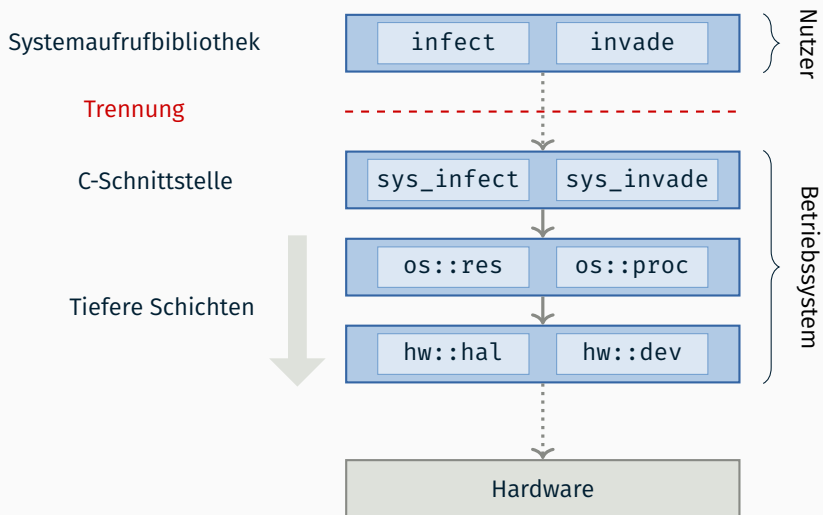 Systemaufrufbibliothek infect invade Nutzer
Trennung
C-Schnittstelle sys_infect sys_invade
Betriebssystem
os::res os::proc
Tiefere Schichten
hw::hal hw::dev
Hardware